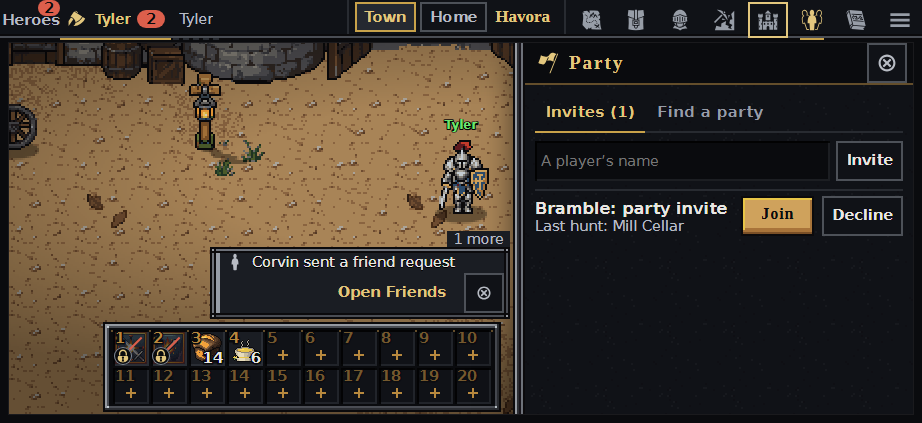 Heroes 2 Tyler 2 Tyler Town Home Havora
Party
Invites (1) Find a party
A player's name Invite
Bramble: party invite
Last hunt: Mill Cellar
Join Decline
Tyler
1 more
Corvin sent a friend request
Open Friends
1 2 3 4 5 6 7 8 9 10
14 6
11 12 13 14 15 16 17 18 19 20